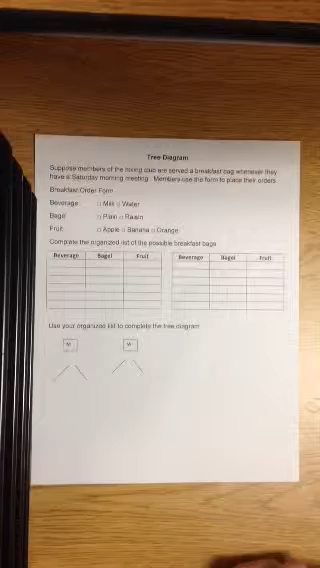 Tree Diagram
Suppose members of the hiking club are served a breakfast bag whenever they
have a Saturday morning meeting. Members use the form to place their orders.
Breakfast Order Form
Beverage: □ Milk □ Water
Bagel □ Plain □ Raisin
Fruit □ Apple □ Banana □ Orange
Complete the organized list of the possible breakfast bags
Beverage Bagel Fruit Beverage Bagel Fruit
Use your organized list to complete the tree diagram
M W